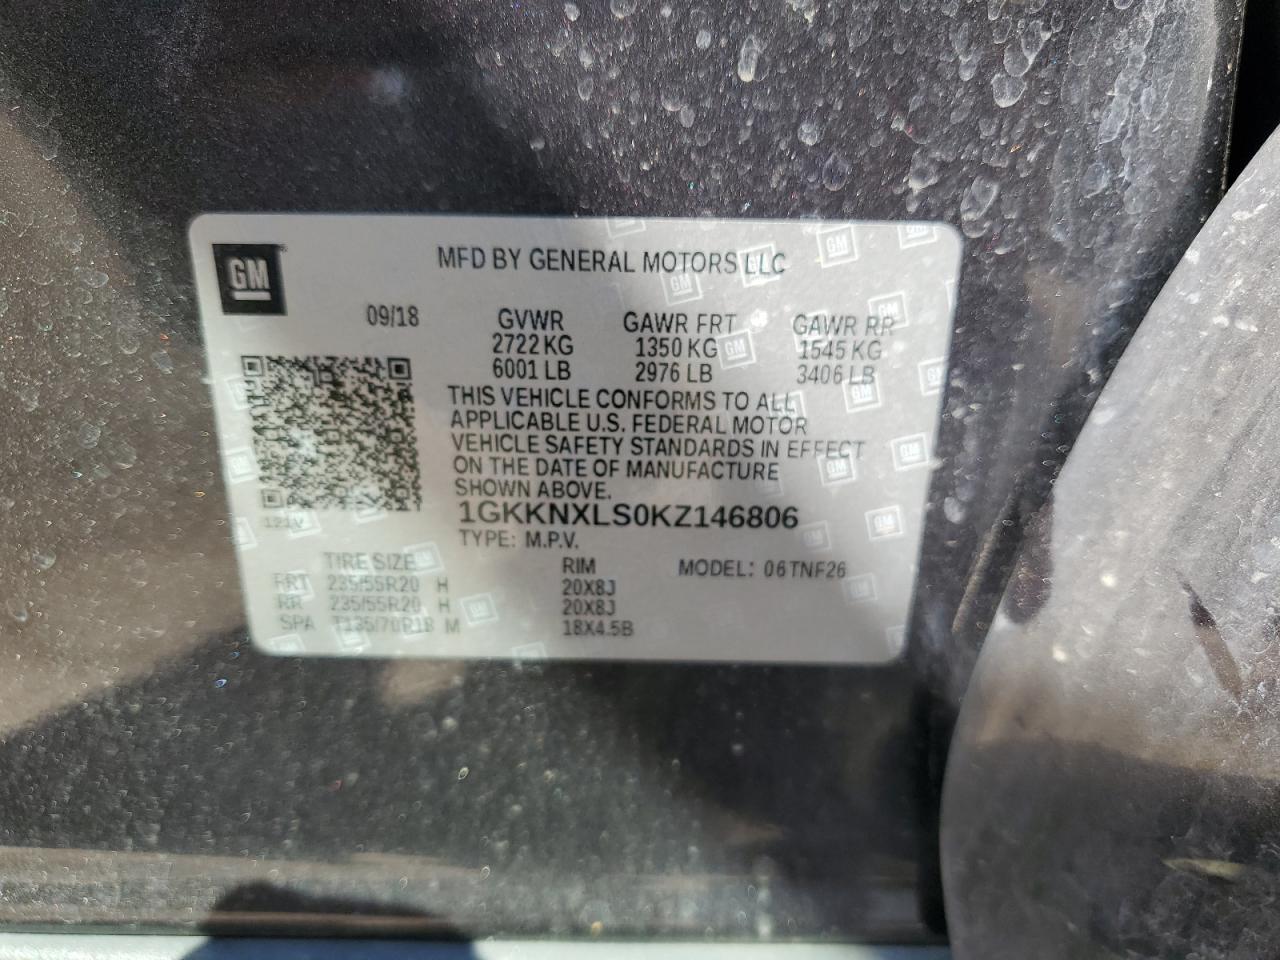 GM
MFD BY GENERAL MOTORS LLC
09/18 GVWR GAWR FRT GAWR RR
2722 KG 1350 KG 1545 KG
6001 LB 2976 LB 3406 LB
THIS VEHICLE CONFORMS TO ALL
APPLICABLE U.S. FEDERAL MOTOR
VEHICLE SAFETY STANDARDS IN EFFECT
ON THE DATE OF MANUFACTURE
SHOWN ABOVE.
1GKKNXLS0KZ146806
121V TYPE: M.P.V.
TIRE SIZE RIM MODEL: 06TNF26
FRT 235/55R20 H 20X8J
RR 235/55R20 H 20X8J
SPA T135/70R18 M 18X4.5B